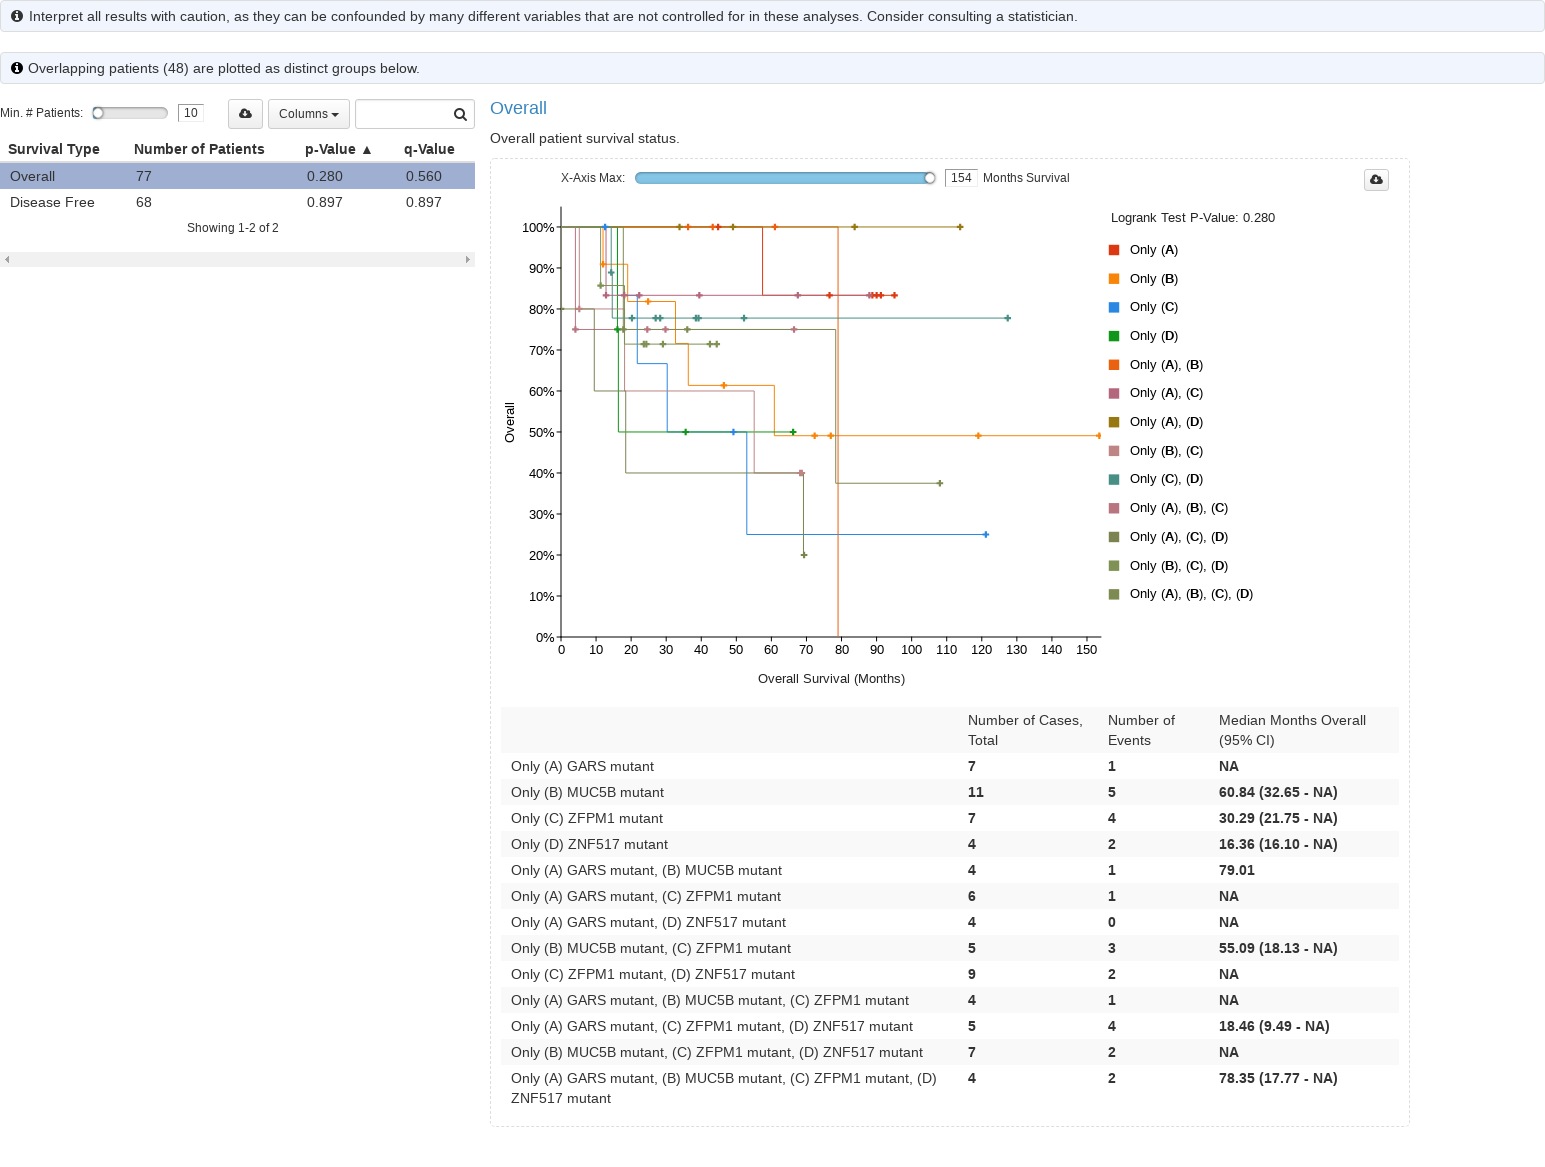 Interpret all results with caution, as they can be confounded by many different variables that are not controlled for in these analyses. Consider consulting a statistician.
Overlapping patients (48) are plotted as distinct groups below.
Min. # Patients: 10 Columns
Survival Type Number of Patients p-Value ▲ q-Value
Overall 77 0.280 0.560
Disease Free 68 0.897 0.897
Showing 1-2 of 2
Overall
Overall patient survival status.
X-Axis Max: 154 Months Survival
Logrank Test P-Value: 0.280
Only (A)
Only (B)
Only (C)
Only (D)
Only (A), (B)
Only (A), (C)
Only (A), (D)
Only (B), (C)
Only (C), (D)
Only (A), (B), (C)
Only (A), (C), (D)
Only (B), (C), (D)
Only (A), (B), (C), (D)
100%
90%
80%
70%
60%
50%
40%
30%
20%
10%
0%
Overall
0 10 20 30 40 50 60 70 80 90 100 110 120 130 140 150
Overall Survival (Months)
Number of Cases, Total Number of Events Median Months Overall (95% CI)
Only (A) GARS mutant 7 1 NA
Only (B) MUC5B mutant 11 5 60.84 (32.65 - NA)
Only (C) ZFPM1 mutant 7 4 30.29 (21.75 - NA)
Only (D) ZNF517 mutant 4 2 16.36 (16.10 - NA)
Only (A) GARS mutant, (B) MUC5B mutant 4 1 79.01
Only (A) GARS mutant, (C) ZFPM1 mutant 6 1 NA
Only (A) GARS mutant, (D) ZNF517 mutant 4 0 NA
Only (B) MUC5B mutant, (C) ZFPM1 mutant 5 3 55.09 (18.13 - NA)
Only (C) ZFPM1 mutant, (D) ZNF517 mutant 9 2 NA
Only (A) GARS mutant, (B) MUC5B mutant, (C) ZFPM1 mutant 4 1 NA
Only (A) GARS mutant, (C) ZFPM1 mutant, (D) ZNF517 mutant 5 4 18.46 (9.49 - NA)
Only (B) MUC5B mutant, (C) ZFPM1 mutant, (D) ZNF517 mutant 7 2 NA
Only (A) GARS mutant, (B) MUC5B mutant, (C) ZFPM1 mutant, (D) 4 2 78.35 (17.77 - NA)
ZNF517 mutant